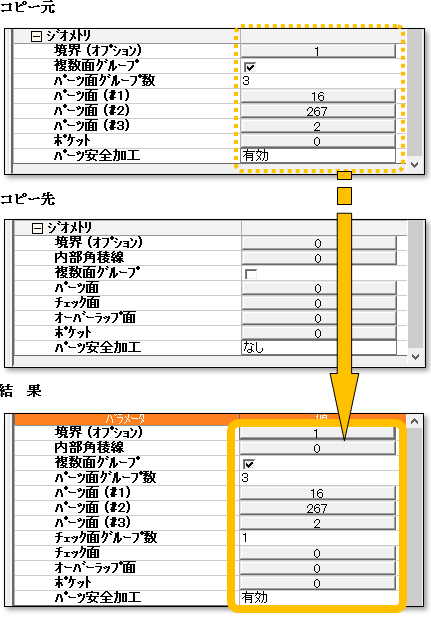 コピー元
ジオメトリ
境界 (オプション) 1
複数面グループ
パーツ面グループ数 3
パーツ面 (#1) 16
パーツ面 (#2) 267
パーツ面 (#3) 2
ポケット 0
パーツ安全加工 有効
コピー先
ジオメトリ
境界 (オプション) 0
内部角稜線 0
複数面グループ
パーツ面 0
チェック面 0
オーバーラップ面 0
ポケット 0
パーツ安全加工 なし
結 果
パラメータ
境界 (オプション) 1
内部角稜線 0
複数面グループ
パーツ面グループ数 3
パーツ面 (#1) 16
パーツ面 (#2) 267
パーツ面 (#3) 2
チェック面グループ数 1
チェック面 0
オーバーラップ面 0
ポケット 0
パーツ安全加工 有効